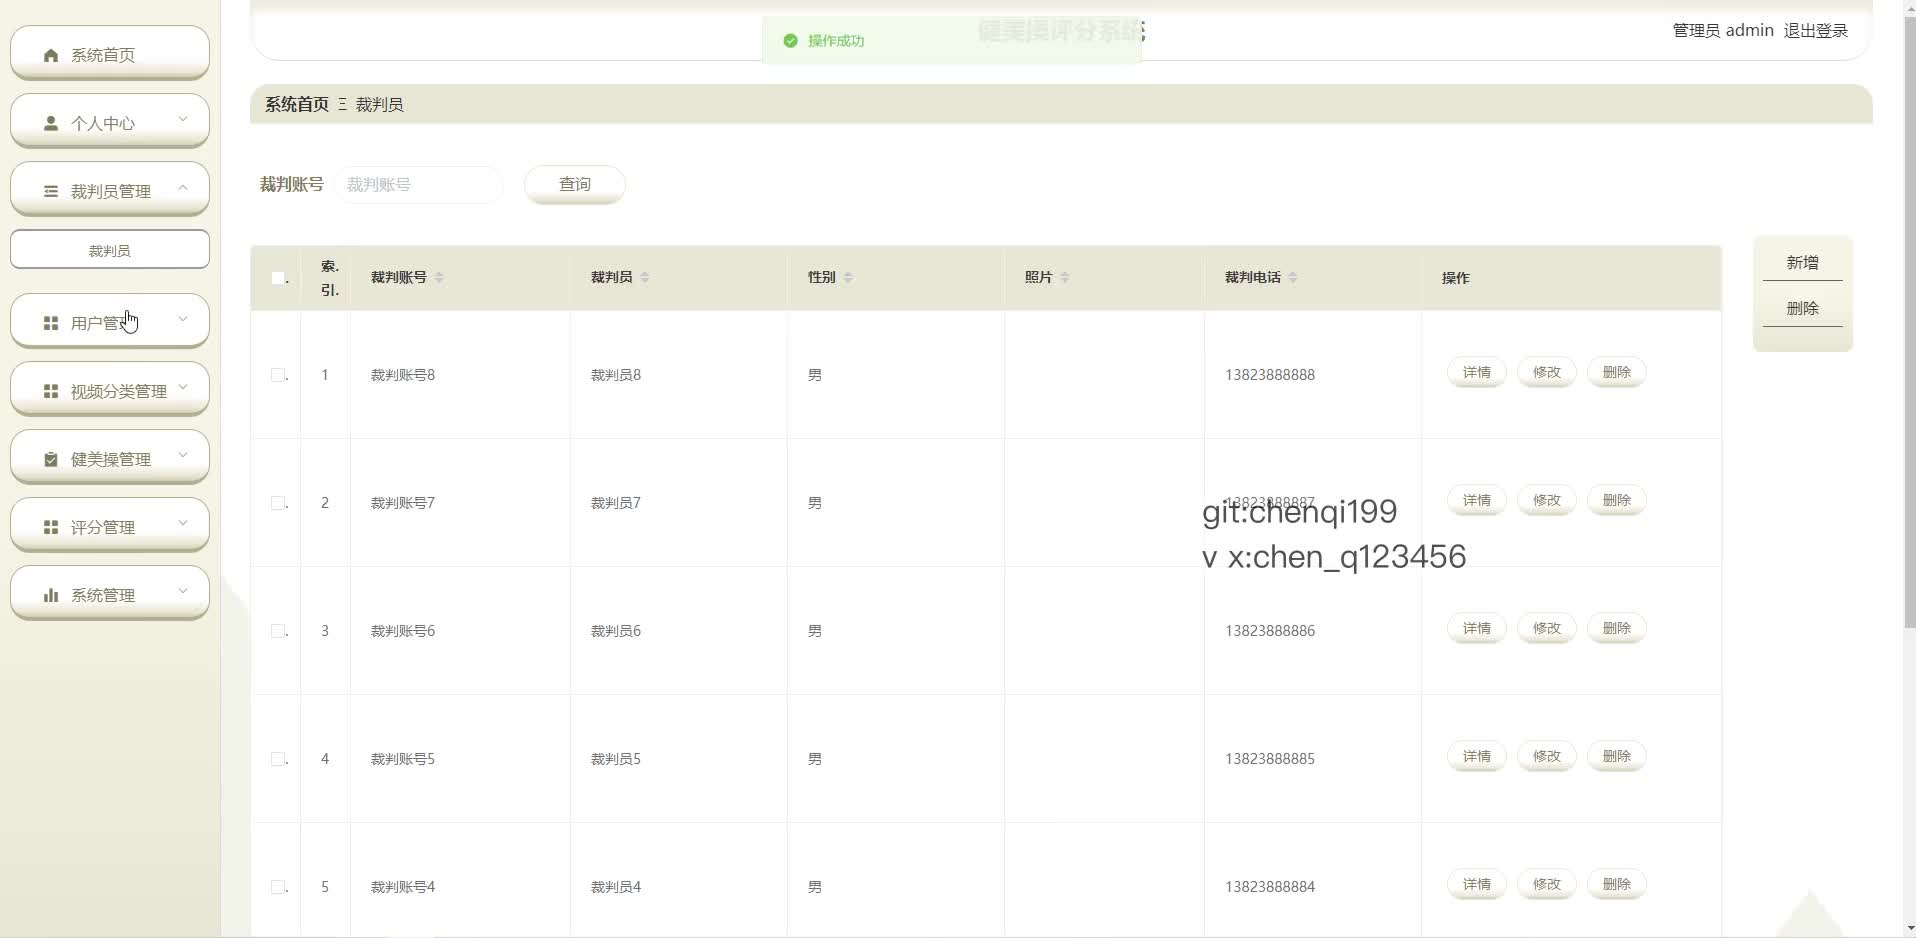 健美操评分系统
管理员 admin 退出登录
操作成功
系统首页
个人中心
裁判员管理
裁判员
用户管理
视频分类管理
健美操管理
评分管理
系统管理
系统首页 Ξ 裁判员
裁判账号 裁判账号 查询
索. 引. 裁判账号 裁判员 性别 照片 裁判电话 操作
1 裁判账号8 裁判员8 男 13823888888 详情 修改 删除
2 裁判账号7 裁判员7 男 13823888887 详情 修改 删除
3 裁判账号6 裁判员6 男 13823888886 详情 修改 删除
4 裁判账号5 裁判员5 男 13823888885 详情 修改 删除
5 裁判账号4 裁判员4 男 13823888884 详情 修改 删除
新增
删除
git:chenqi199
v x:chen_q123456